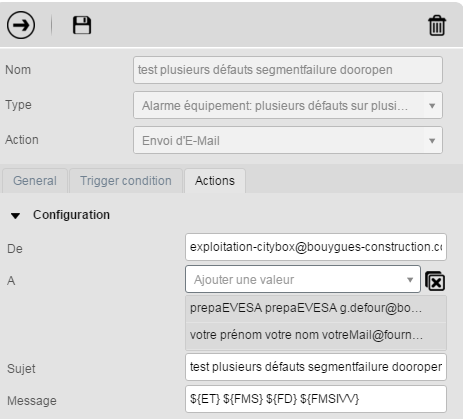 Nom test plusieurs défauts segmentfailure dooropen
Type Alarme équipement: plusieurs défauts sur plusi...
Action Envoi d'E-Mail
General Trigger condition Actions
Configuration
De exploitation-citybox@bouygues-construction.c
A Ajouter une valeur
prepaEVESA prepaEVESA g.defour@bo...
votre prénom votre nom votreMail@fourn...
Sujet test plusieurs défauts segmentfailure dooroper
Message ${ET} ${FMS} ${FD} ${FMSIVV}